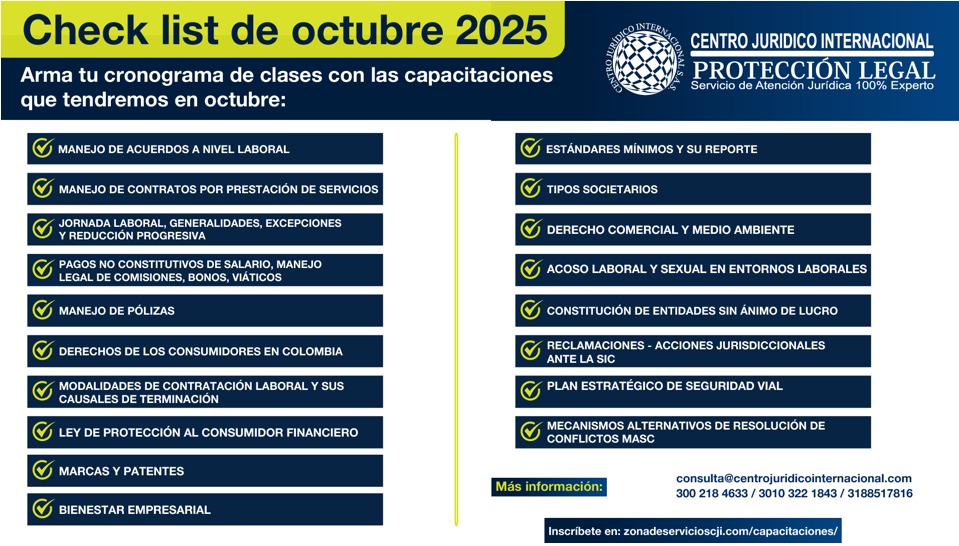 Check list de octubre 2025
Arma tu cronograma de clases con las capacitaciones
que tendremos en octubre:
CENTRO JURÍDICO INTERNACIONAL S.A.S
CENTRO JURIDICO INTERNACIONAL
PROTECCIÓN LEGAL
Servicio de Atención Jurídica 100% Experto
MANEJO DE ACUERDOS A NIVEL LABORAL
MANEJO DE CONTRATOS POR PRESTACIÓN DE SERVICIOS
JORNADA LABORAL, GENERALIDADES, EXCEPCIONES
Y REDUCCIÓN PROGRESIVA
PAGOS NO CONSTITUTIVOS DE SALARIO, MANEJO
LEGAL DE COMISIONES, BONOS, VIÁTICOS
MANEJO DE PÓLIZAS
DERECHOS DE LOS CONSUMIDORES EN COLOMBIA
MODALIDADES DE CONTRATACIÓN LABORAL Y SUS
CAUSALES DE TERMINACIÓN
LEY DE PROTECCIÓN AL CONSUMIDOR FINANCIERO
MARCAS Y PATENTES
BIENESTAR EMPRESARIAL
ESTÁNDARES MÍNIMOS Y SU REPORTE
TIPOS SOCIETARIOS
DERECHO COMERCIAL Y MEDIO AMBIENTE
ACOSO LABORAL Y SEXUAL EN ENTORNOS LABORALES
CONSTITUCIÓN DE ENTIDADES SIN ÁNIMO DE LUCRO
RECLAMACIONES - ACCIONES JURISDICCIONALES
ANTE LA SIC
PLAN ESTRATÉGICO DE SEGURIDAD VIAL
MECANISMOS ALTERNATIVOS DE RESOLUCIÓN DE
CONFLICTOS MASC
Más información:
consulta@centrojuridicointernacional.com
300 218 4633 / 3010 322 1843 / 3188517816
Inscríbete en: zonadeservicioscji.com/capacitaciones/